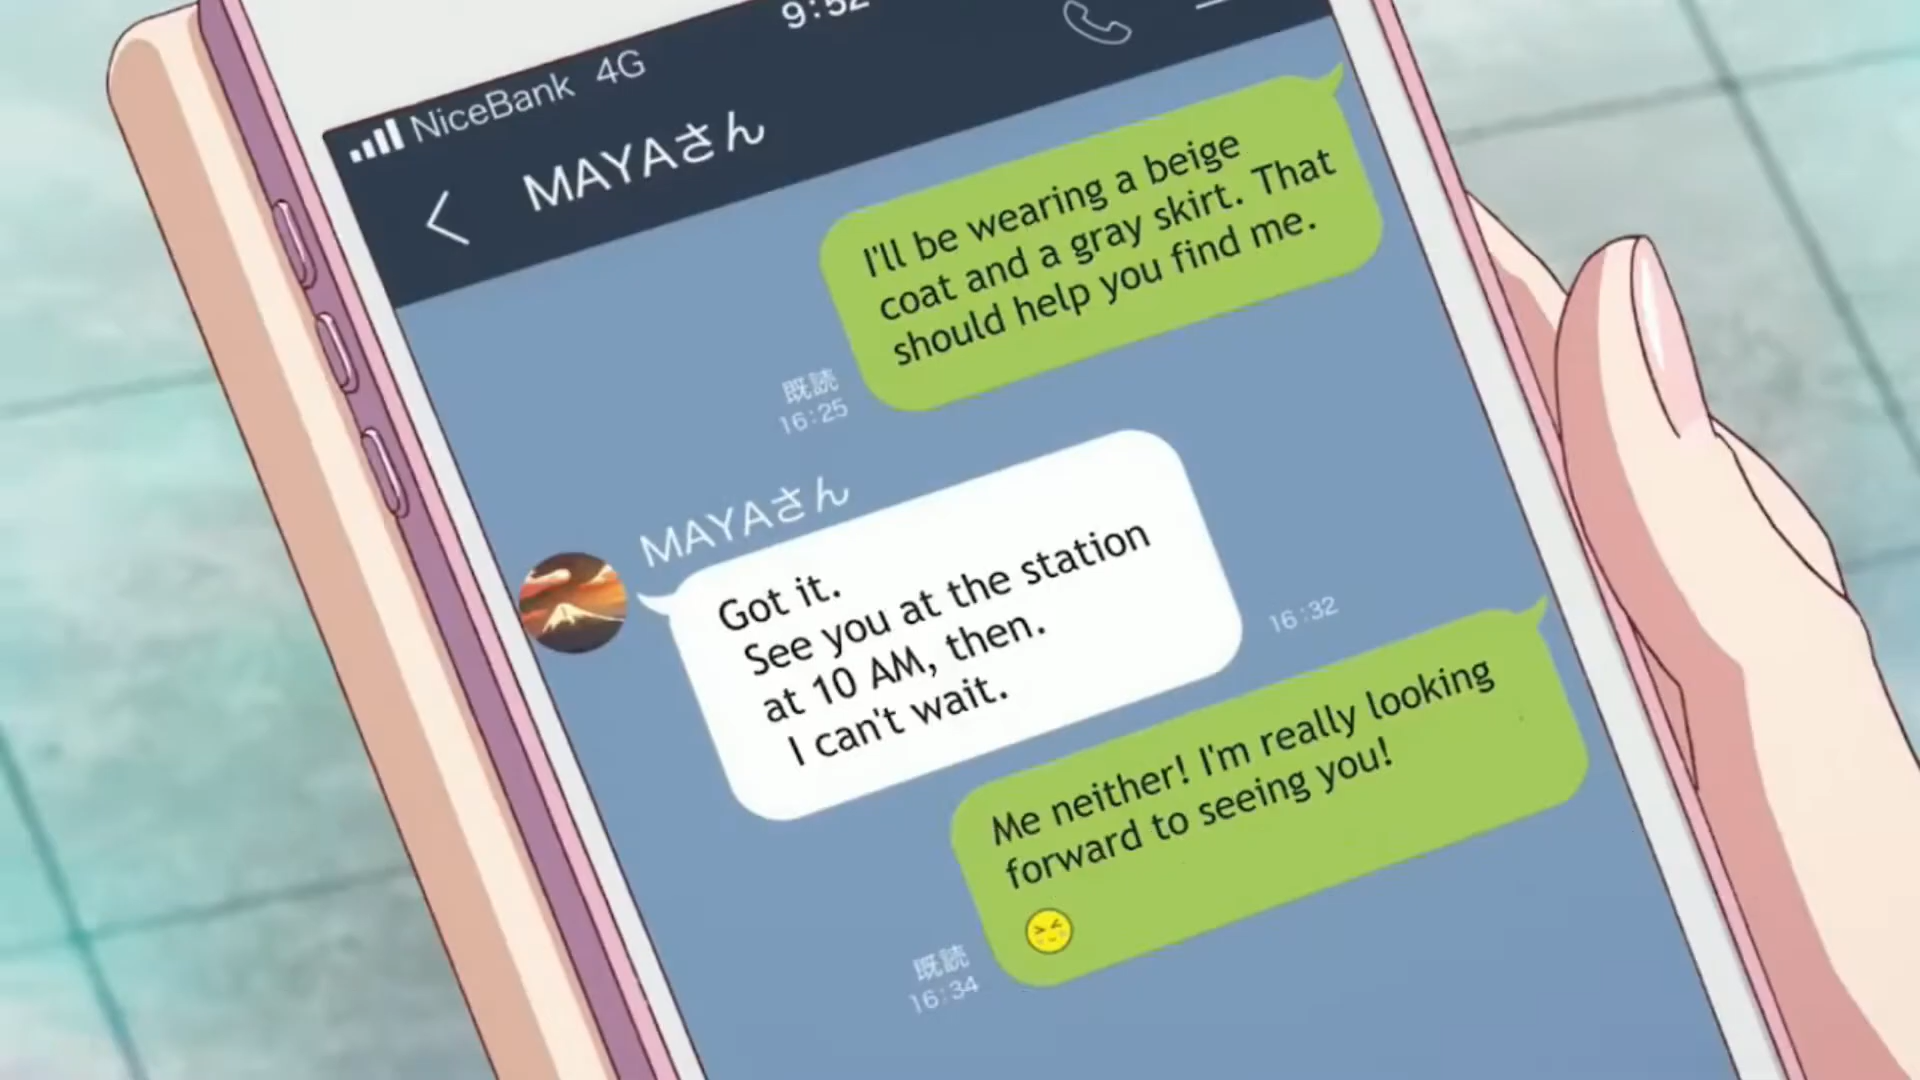 9:52
NiceBank 4G
MAYAさん
I'll be wearing a beige
coat and a gray skirt. That
should help you find me.
既読
16:25
MAYAさん
Got it.
See you at the station
at 10 AM, then.
I can't wait.
16:32
Me neither! I'm really looking
forward to seeing you!
既読
16:34